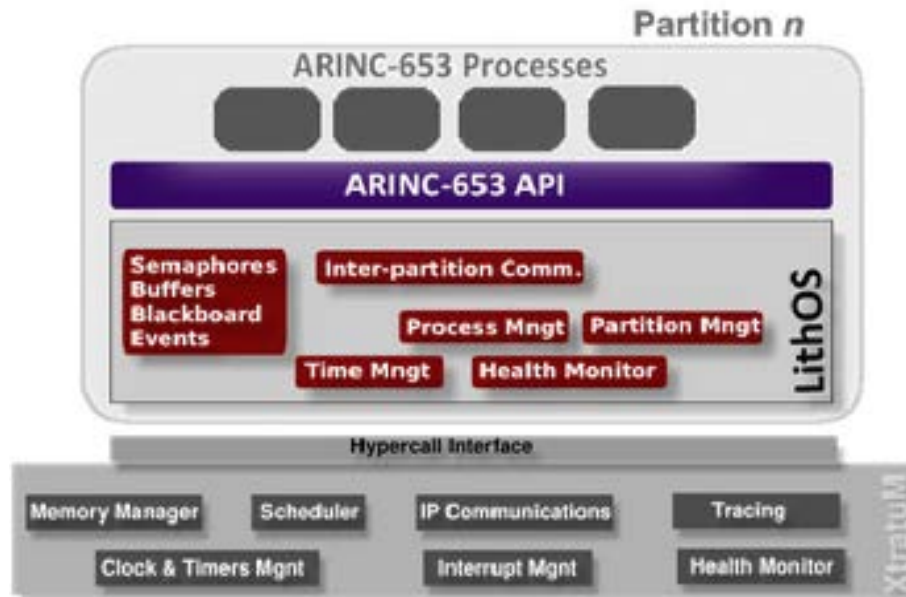 Partition n
ARINC-653 Processes
ARINC-653 API
Semaphores
Buffers
Blackboard
Events
Inter-partition Comm.
Process Mngt
Partition Mngt
Time Mngt
Health Monitor
LithOS
Hypercall Interface
Memory Manager
Scheduler
IP Communications
Tracing
Clock & Timers Mgnt
Interrupt Mgnt
Health Monitor
XtratuM